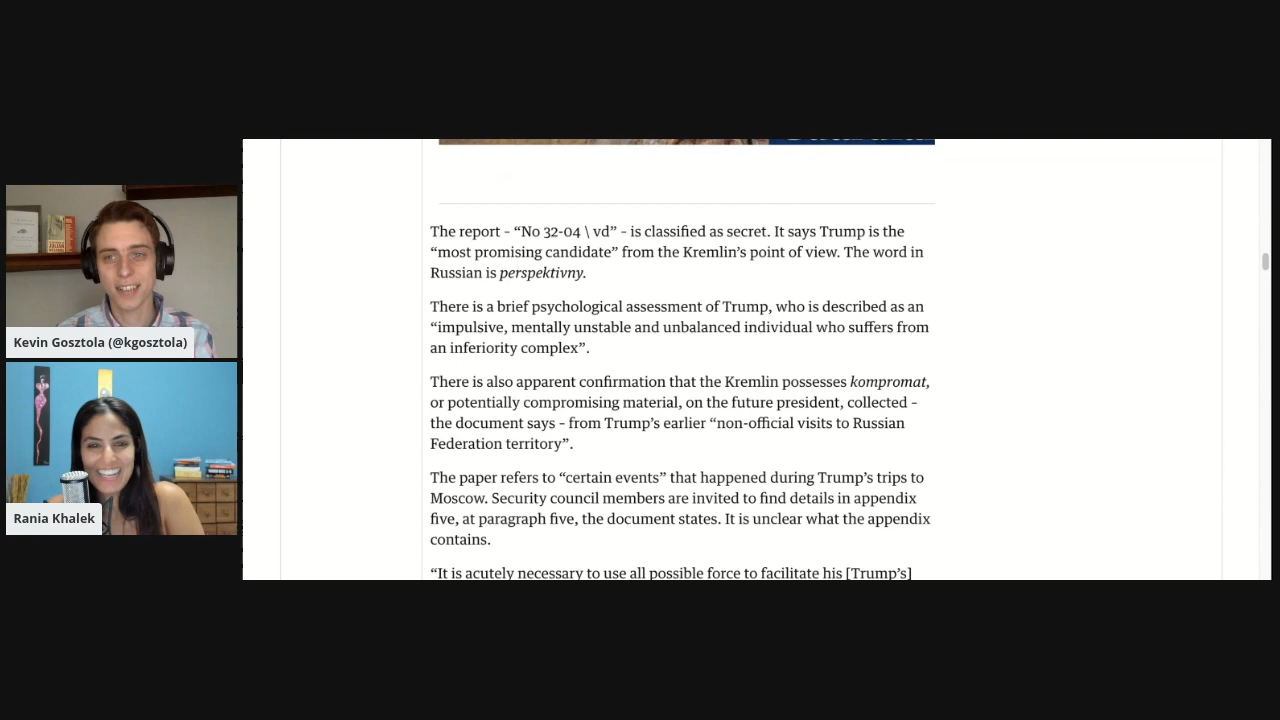 Kevin Gosztola (@kgosztola)
Rania Khalek
The report – “No 32-04 \ vd” – is classified as secret. It says Trump is the
“most promising candidate” from the Kremlin’s point of view. The word in
Russian is perspektivny.
There is a brief psychological assessment of Trump, who is described as an
“impulsive, mentally unstable and unbalanced individual who suffers from
an inferiority complex”.
There is also apparent confirmation that the Kremlin possesses kompromat,
or potentially compromising material, on the future president, collected –
the document says – from Trump’s earlier “non-official visits to Russian
Federation territory”.
The paper refers to “certain events” that happened during Trump’s trips to
Moscow. Security council members are invited to find details in appendix
five, at paragraph five, the document states. It is unclear what the appendix
contains.
“It is acutely necessary to use all possible force to facilitate his [Trump’s]